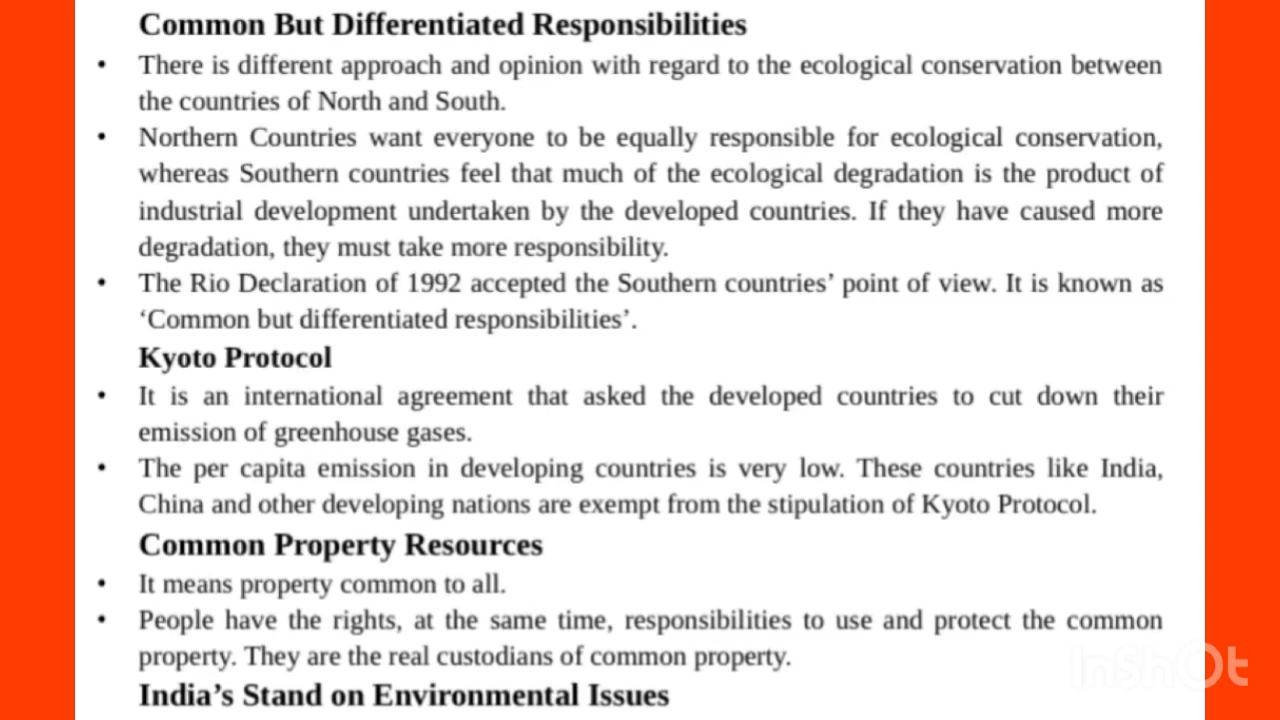 Common But Differentiated Responsibilities
• There is different approach and opinion with regard to the ecological conservation between
the countries of North and South.
• Northern Countries want everyone to be equally responsible for ecological conservation,
whereas Southern countries feel that much of the ecological degradation is the product of
industrial development undertaken by the developed countries. If they have caused more
degradation, they must take more responsibility.
• The Rio Declaration of 1992 accepted the Southern countries’ point of view. It is known as
‘Common but differentiated responsibilities’.
Kyoto Protocol
• It is an international agreement that asked the developed countries to cut down their
emission of greenhouse gases.
• The per capita emission in developing countries is very low. These countries like India,
China and other developing nations are exempt from the stipulation of Kyoto Protocol.
Common Property Resources
• It means property common to all.
• People have the rights, at the same time, responsibilities to use and protect the common
property. They are the real custodians of common property.
InShOt
India’s Stand on Environmental Issues